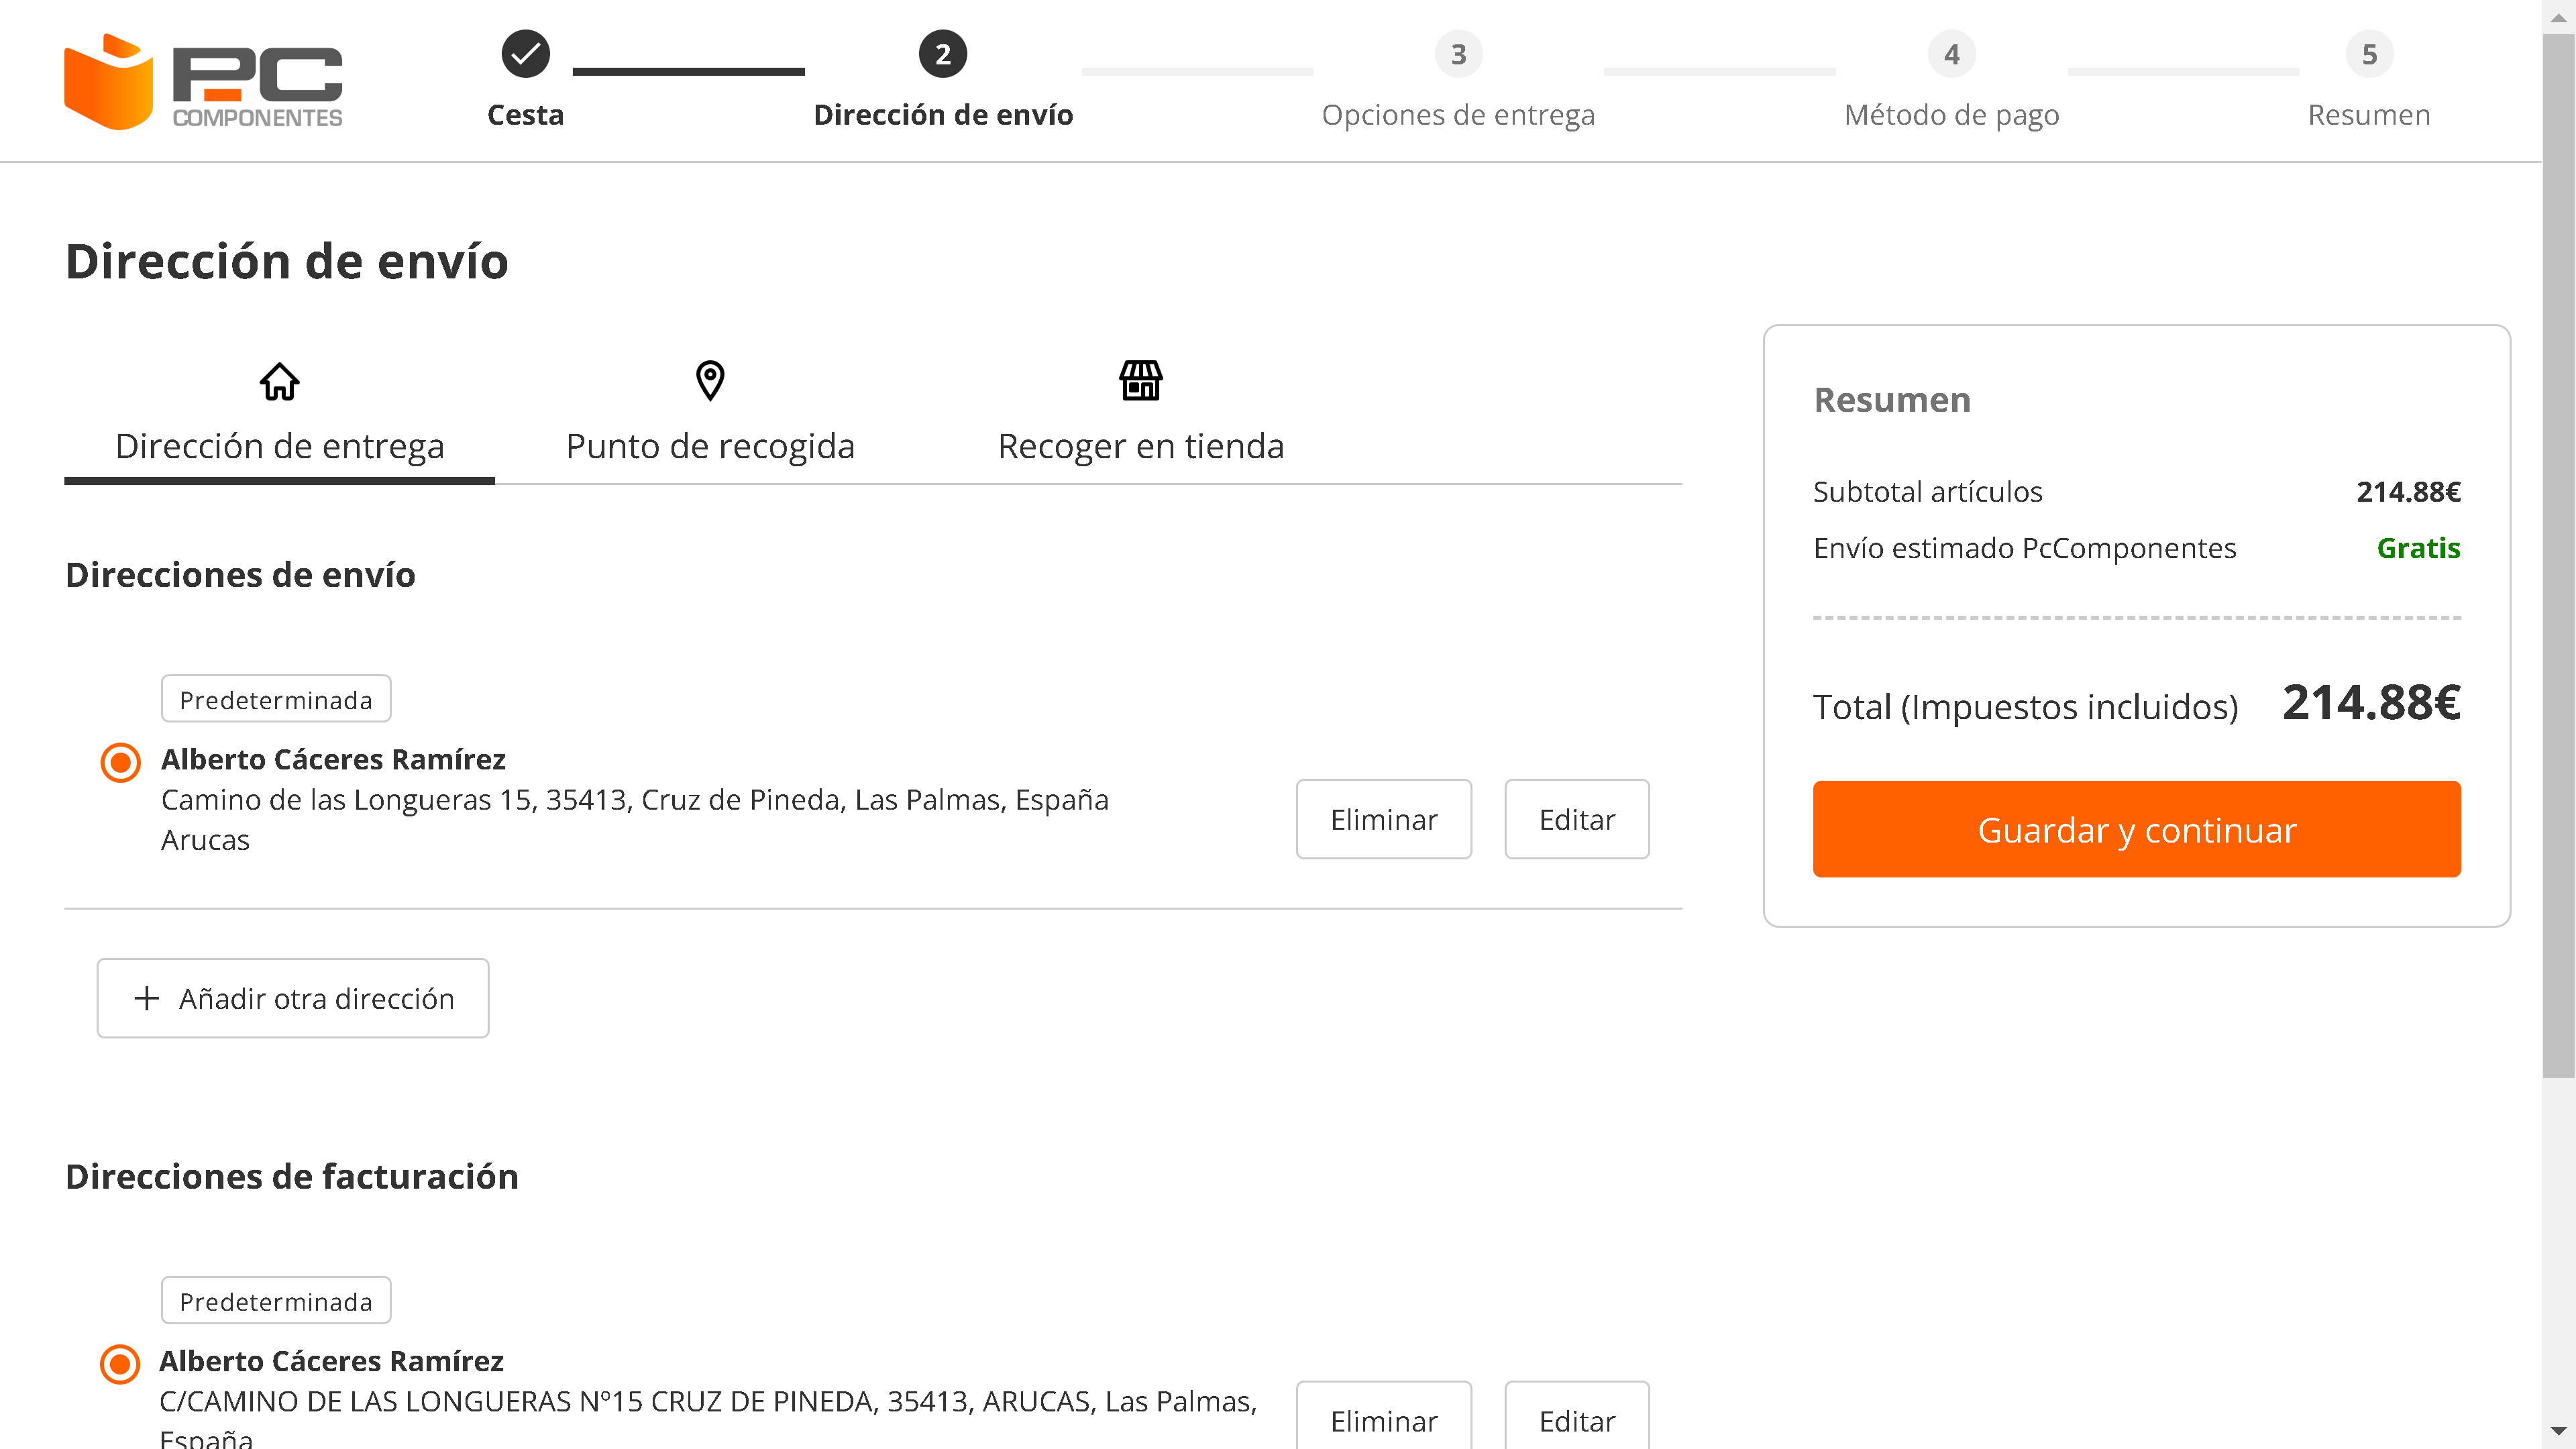 PC
COMPONENTES
Cesta
2
Dirección de envío
3
Opciones de entrega
4
Método de pago
5
Resumen
Dirección de envío
Dirección de entrega
Punto de recogida
Recoger en tienda
Direcciones de envío
Predeterminada
Alberto Cáceres Ramírez
Camino de las Longueras 15, 35413, Cruz de Pineda, Las Palmas, España
Arucas
Eliminar
Editar
Añadir otra dirección
Direcciones de facturación
Predeterminada
Alberto Cáceres Ramírez
C/CAMINO DE LAS LONGUERAS Nº15 CRUZ DE PINEDA, 35413, ARUCAS, Las Palmas,
España
Eliminar
Editar
Resumen
Subtotal artículos 214.88€
Envío estimado PcComponentes Gratis
Total (Impuestos incluidos) 214.88€
Guardar y continuar